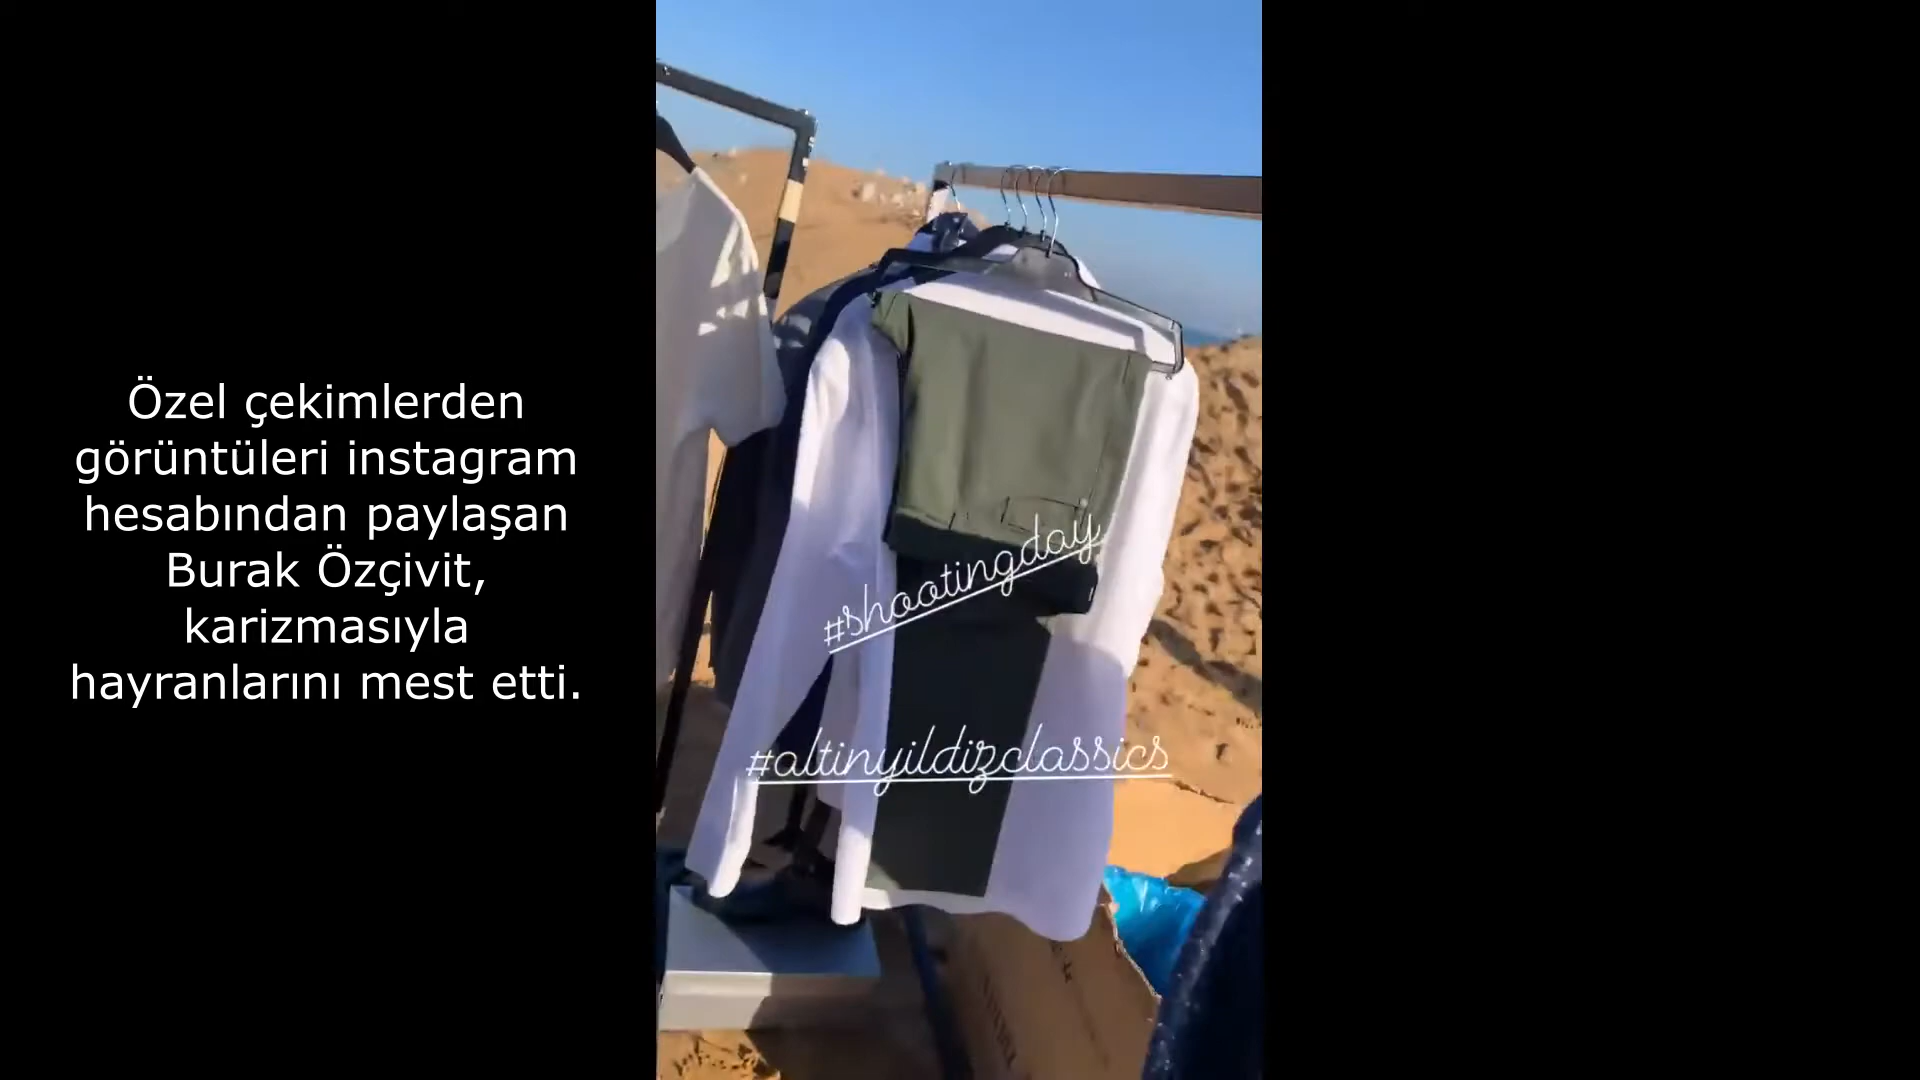 Özel çekimlerden
görüntüleri instagram
hesabından paylaşan
Burak Özçivit,
karizmasıyla
hayranlarını mest etti.
#shootingday
#altinyildizclassics